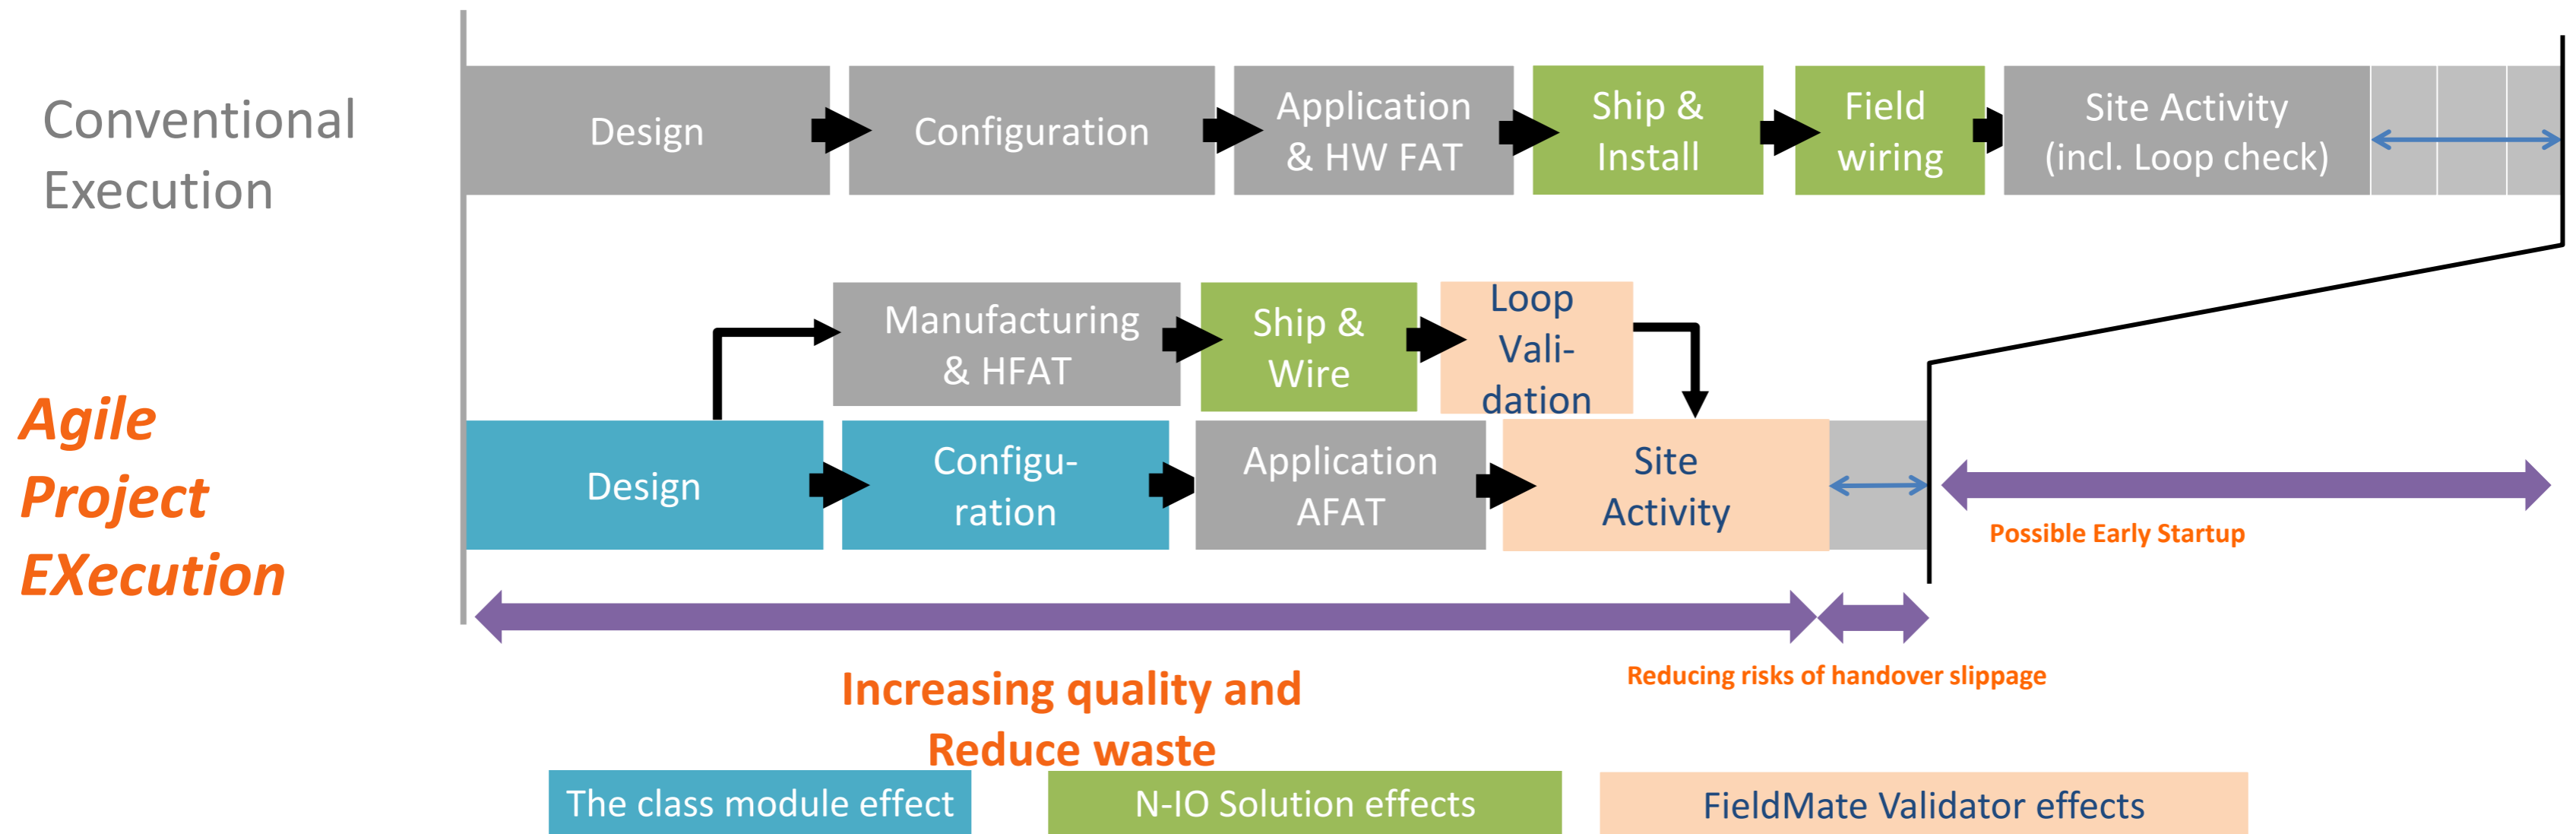 Conventional
Execution
Design
Configuration
Application
& HW FAT
Ship &
Install
Field
wiring
Site Activity
(incl. Loop check)
Manufacturing
& HFAT
Ship &
Wire
Loop
Vali-
dation
Agile
Project
EXecution
Design
Configu-
ration
Application
AFAT
Site
Activity
Possible Early Startup
Increasing quality and
Reduce waste
Reducing risks of handover slippage
The class module effect
N-IO Solution effects
FieldMate Validator effects